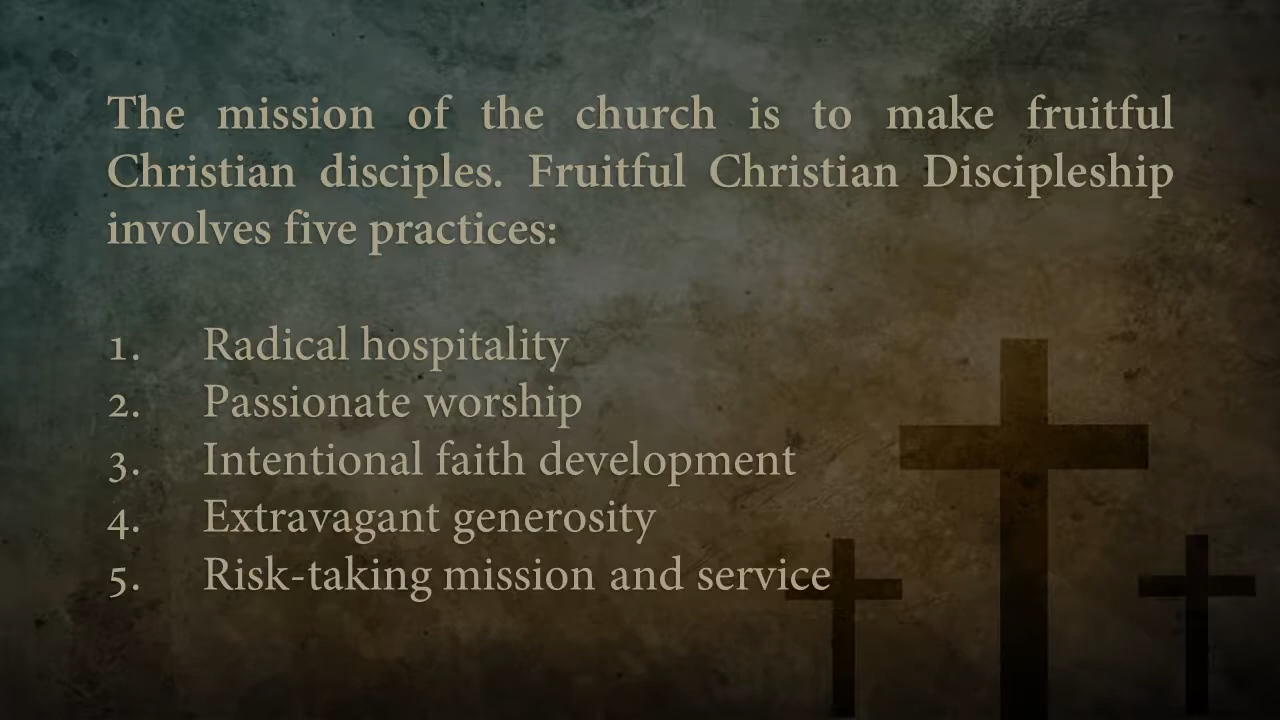 The mission of the church is to make fruitful
Christian disciples. Fruitful Christian Discipleship
involves five practices:
1. Radical hospitality
2. Passionate worship
3. Intentional faith development
4. Extravagant generosity
5. Risk-taking mission and service